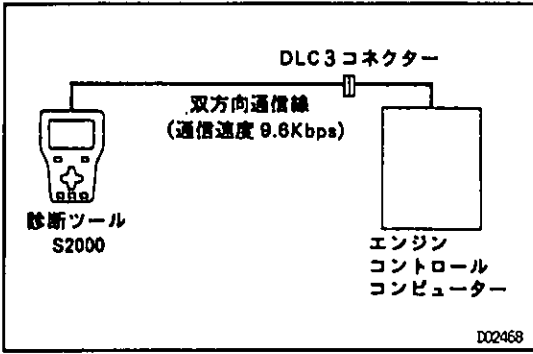 DLC3コネクター
双方向通信線
(通信速度 9.6Kbps)
診断ツール
S2000
エンジン
コントロール
コンピューター
D02468